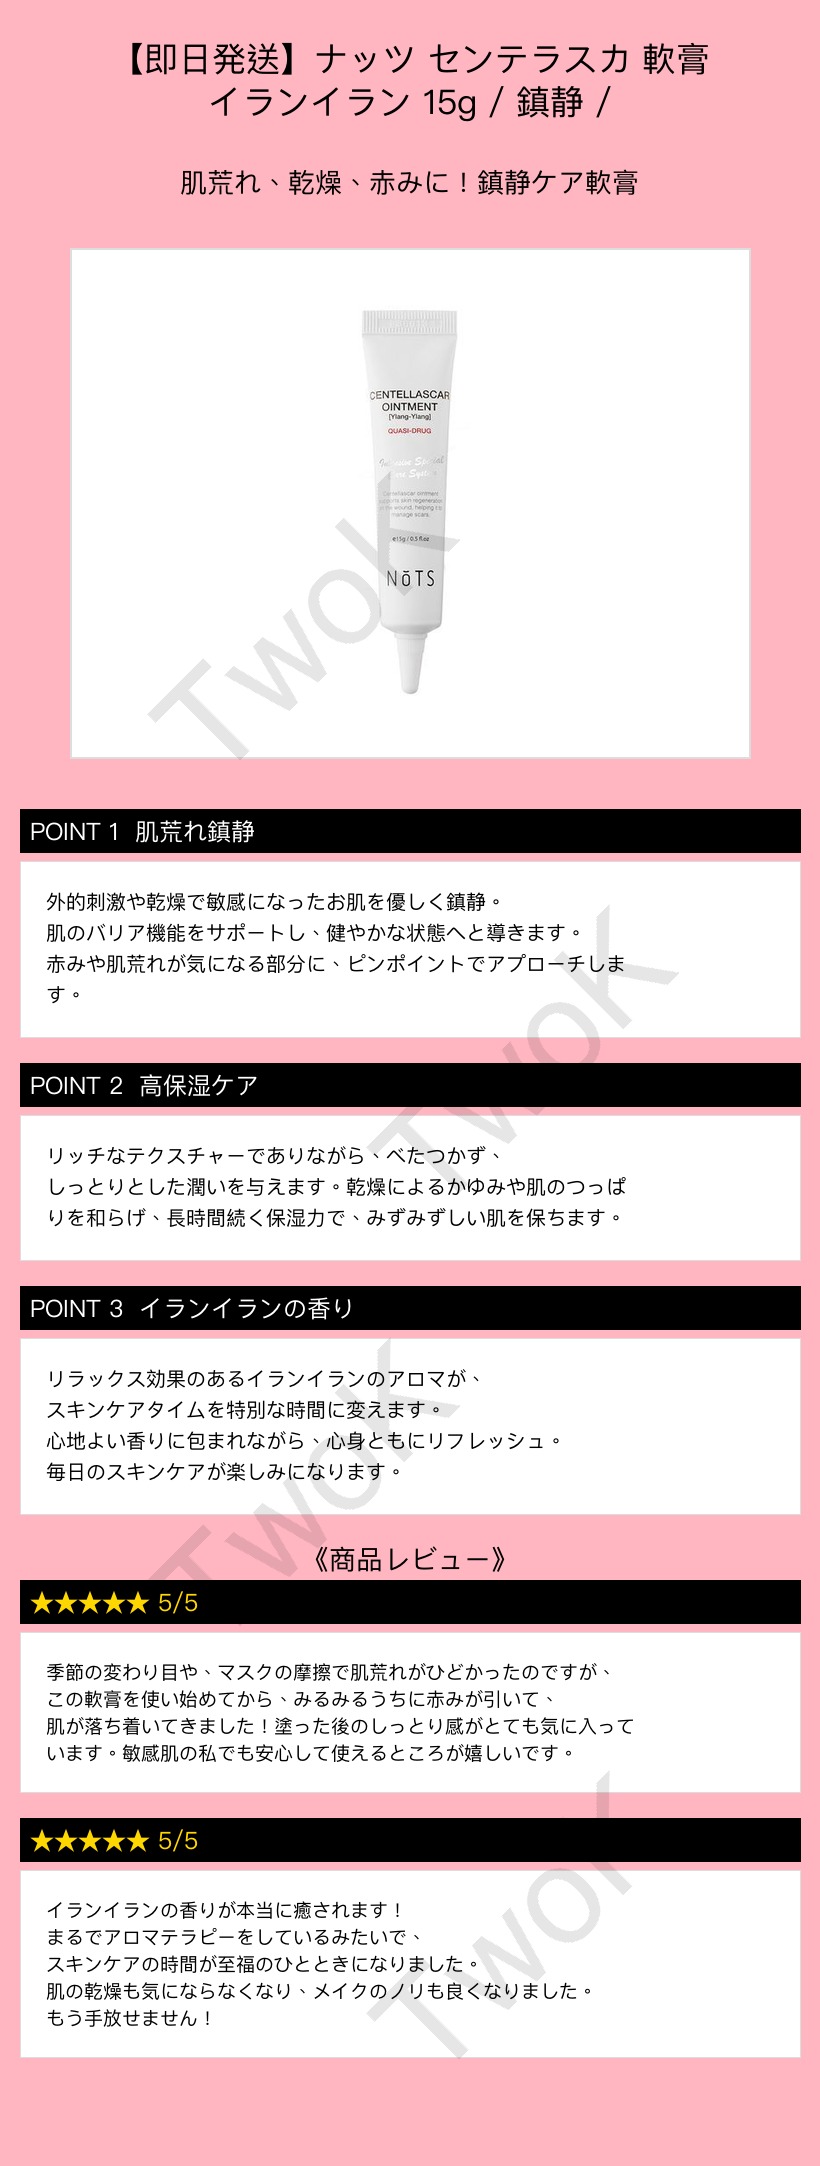 【即日発送】ナッツ センテラスカ 軟膏
イランイラン 15g / 鎮静 /
肌荒れ、乾燥、赤みに！鎮静ケア軟膏
CENTELLASCAR
OINTMENT
[Ylang-Ylang]
QUASI-DRUG
Intensive Special
Care System
Centellascar ointment
supports skin regeneration
in the wound, helping it to
manage scars.
e15g / 0.5 fl.oz
NōTS
TwoK
POINT 1 肌荒れ鎮静
外的刺激や乾燥で敏感になったお肌を優しく鎮静。
肌のバリア機能をサポートし、健やかな状態へと導きます。
赤みや肌荒れが気になる部分に、ピンポイントでアプローチしま
す。
TwoK
POINT 2 高保湿ケア
リッチなテクスチャーでありながら、べたつかず、
しっとりとした潤いを与えます。乾燥によるかゆみや肌のつっぱ
りを和らげ、長時間続く保湿力で、みずみずしい肌を保ちます。
POINT 3 イランイランの香り
リラックス効果のあるイランイランのアロマが、
スキンケアタイムを特別な時間に変えます。
心地よい香りに包まれながら、心身ともにリフレッシュ。
毎日のスキンケアが楽しみになります。
TwoK
《商品レビュー》
★★★★★ 5/5
季節の変わり目や、マスクの摩擦で肌荒れがひどかったのですが、
この軟膏を使い始めてから、みるみるうちに赤みが引いて、
肌が落ち着いてきました！塗った後のしっとり感がとても気に入って
います。敏感肌の私でも安心して使えるところが嬉しいです。
★★★★★ 5/5
イランイランの香りが本当に癒されます！
まるでアロマテラピーをしているみたいで、
スキンケアの時間が至福のひとときになりました。
肌の乾燥も気にならなくなり、メイクのノリも良くなりました。
もう手放せません！
TwoK